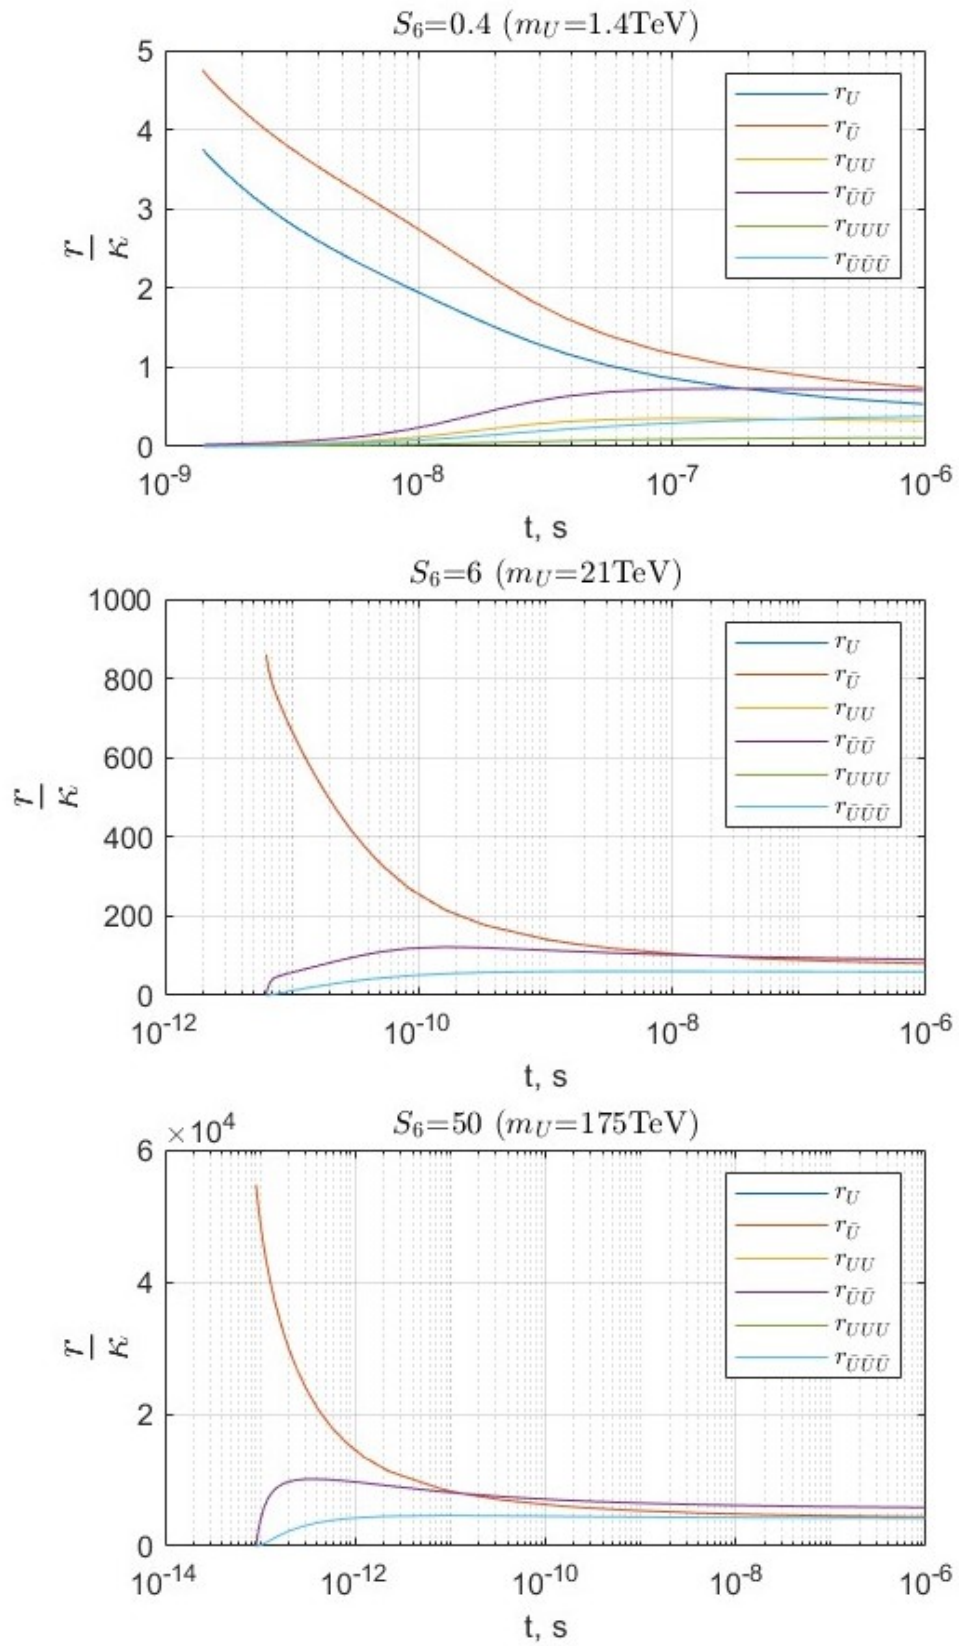 S₆=0.4 (m_U=1.4TeV)
5
4
3
2
1
0
r/κ
r_U
r_Ū
r_UU
r_ŪŪ
r_UUU
r_ŪŪŪ
10⁻⁹ 10⁻⁸ 10⁻⁷ 10⁻⁶
t, s
S₆=6 (m_U=21TeV)
1000
800
600
400
200
0
r/κ
r_U
r_Ū
r_UU
r_ŪŪ
r_UUU
r_ŪŪŪ
10⁻¹² 10⁻¹⁰ 10⁻⁸ 10⁻⁶
t, s
S₆=50 (m_U=175TeV)
×10⁴
6
4
2
0
r/κ
r_U
r_Ū
r_UU
r_ŪŪ
r_UUU
r_ŪŪŪ
10⁻¹⁴ 10⁻¹² 10⁻¹⁰ 10⁻⁸ 10⁻⁶
t, s